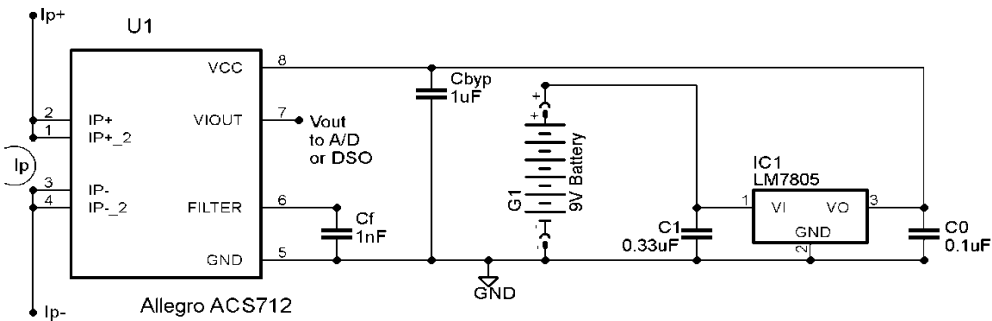 Ip+
U1
8
VCC
Cbyp
1uF
2
IP+
VIOUT
7
Vout
to A/D
or DSO
1
IP+_2
Ip
3
IP-
4
IP-_2
FILTER
6
Cf
1nF
GND
5
Ip-
Allegro ACS712
GND
+
+
G1
9V Battery
-
-
C1
0.33uF
IC1
LM7805
1
VI
VO
3
GND
2
C0
0.1uF